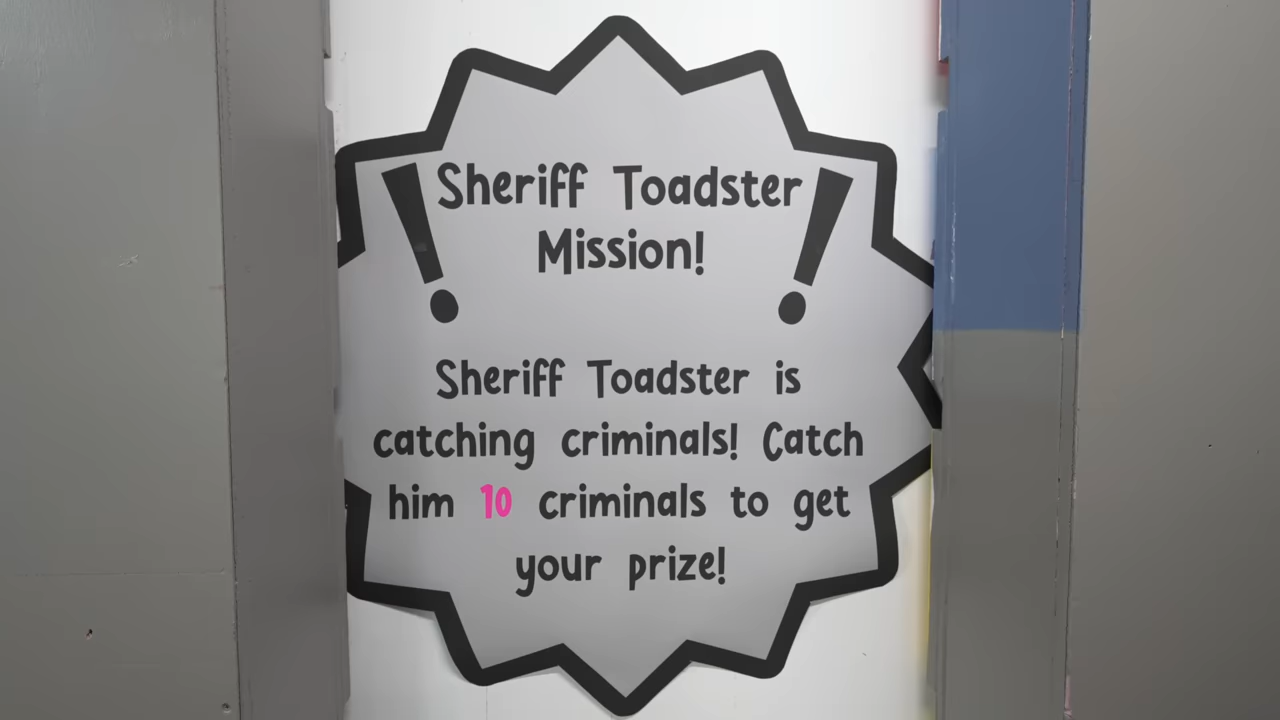 Sheriff Toadster
Mission!
Sheriff Toadster is
catching criminals! Catch
him 10 criminals to get
your prize!